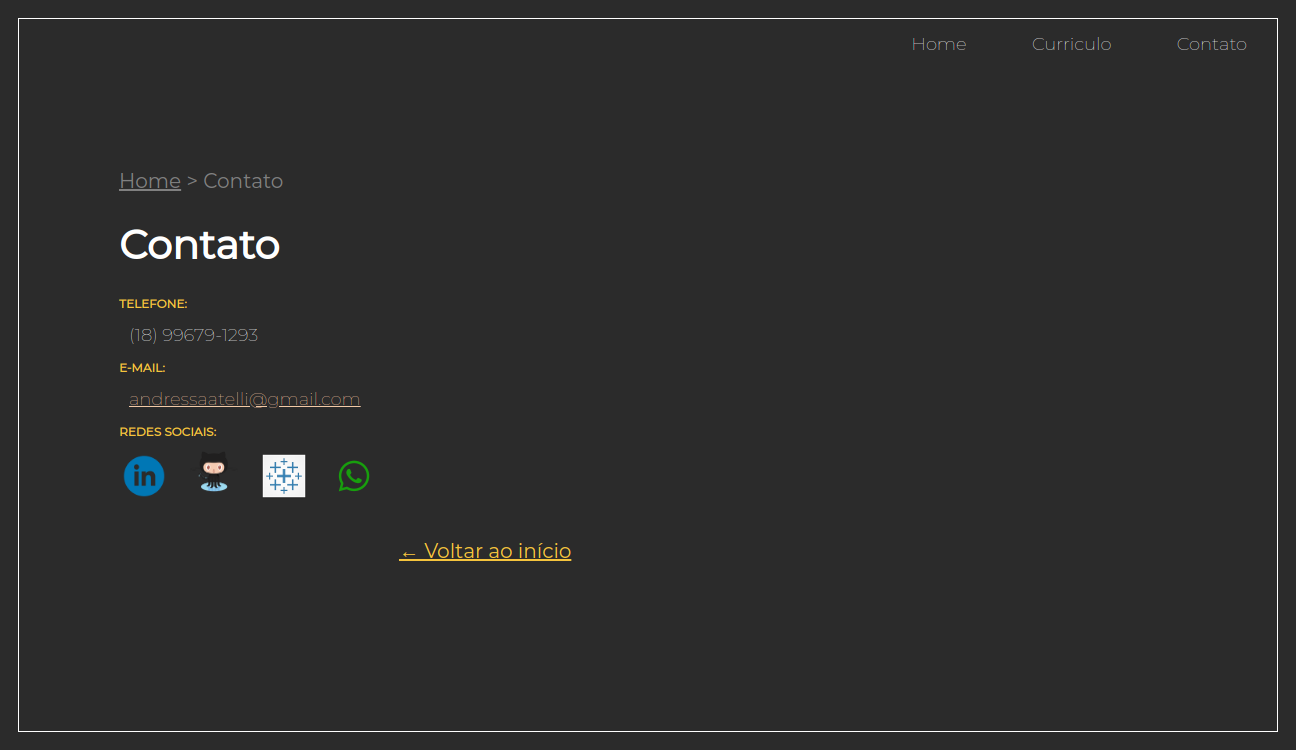 Home Curriculo Contato
Home > Contato
Contato
TELEFONE:
(18) 99679-1293
E-MAIL:
andressaatelli@gmail.com
REDES SOCIAIS:
in
← Voltar ao início